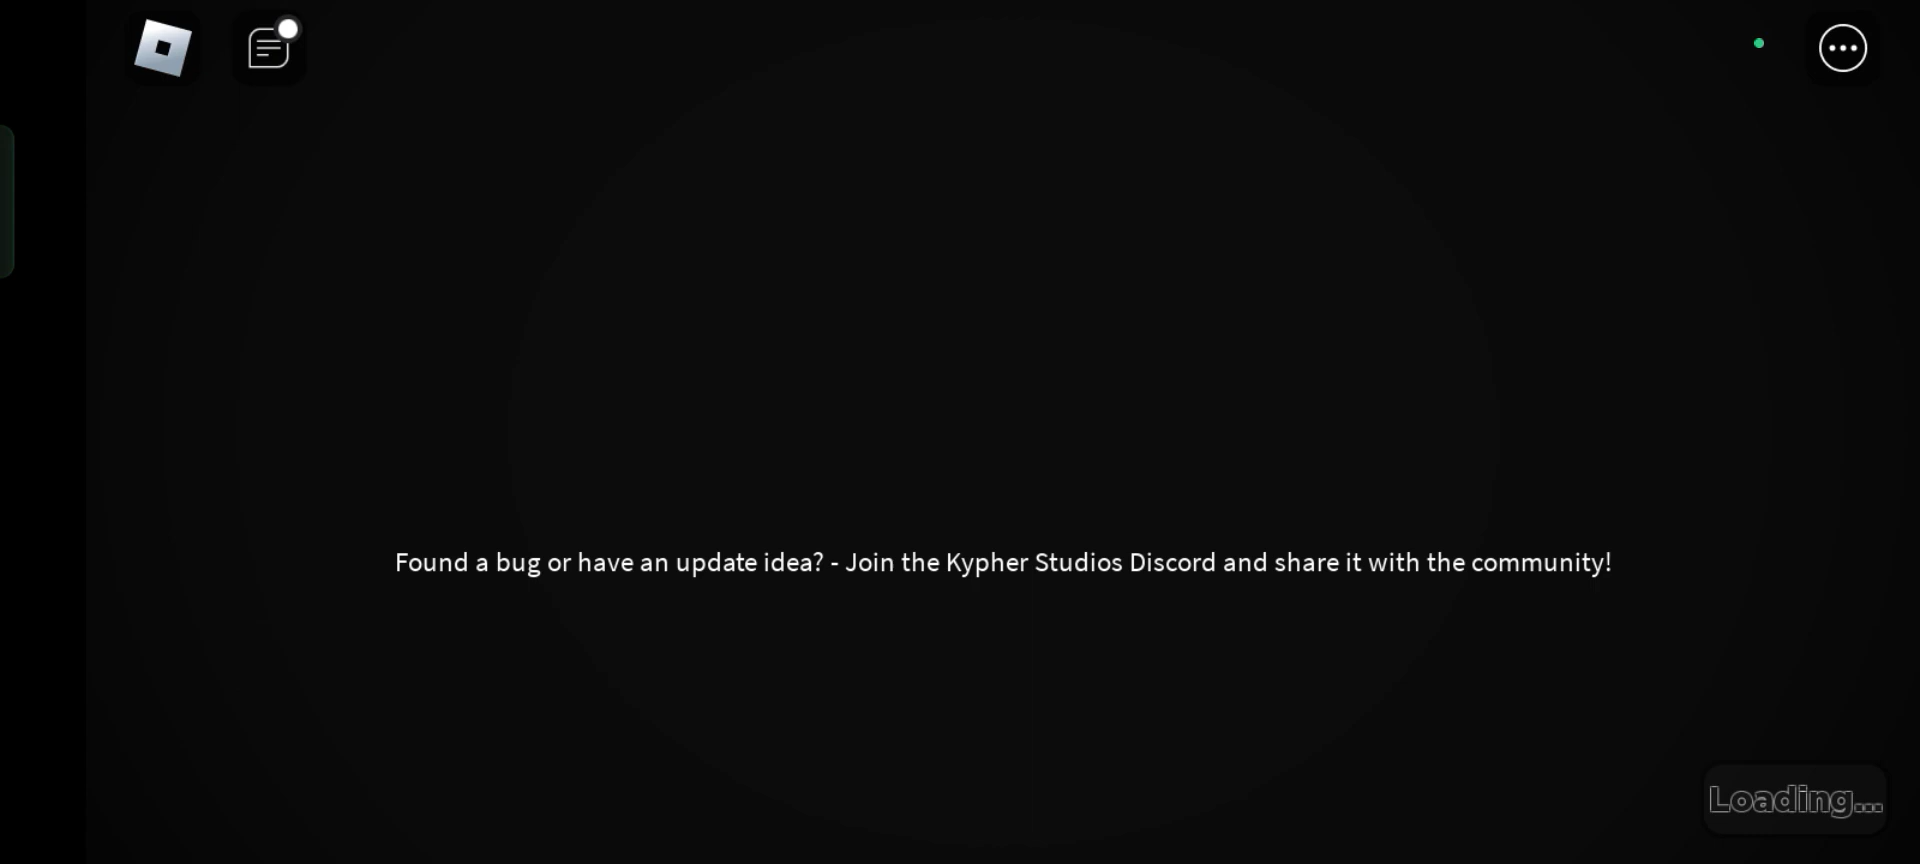 Found a bug or have an update idea? - Join the Kypher Studios Discord and share it with the community!
Loading...